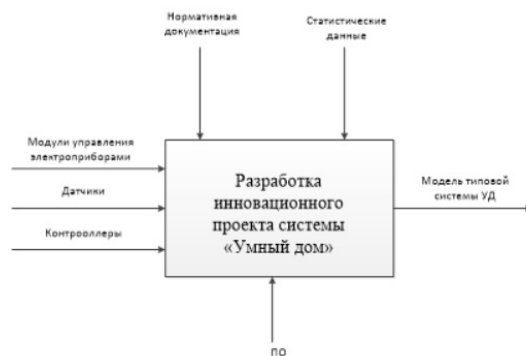 Нормативная
документация
Статистические
данные
Модули управления
электроприборами
Датчики
Контрооллеры
Разработка
инновационного
проекта системы
«Умный дом»
Модель типовой
системы УД
ПО